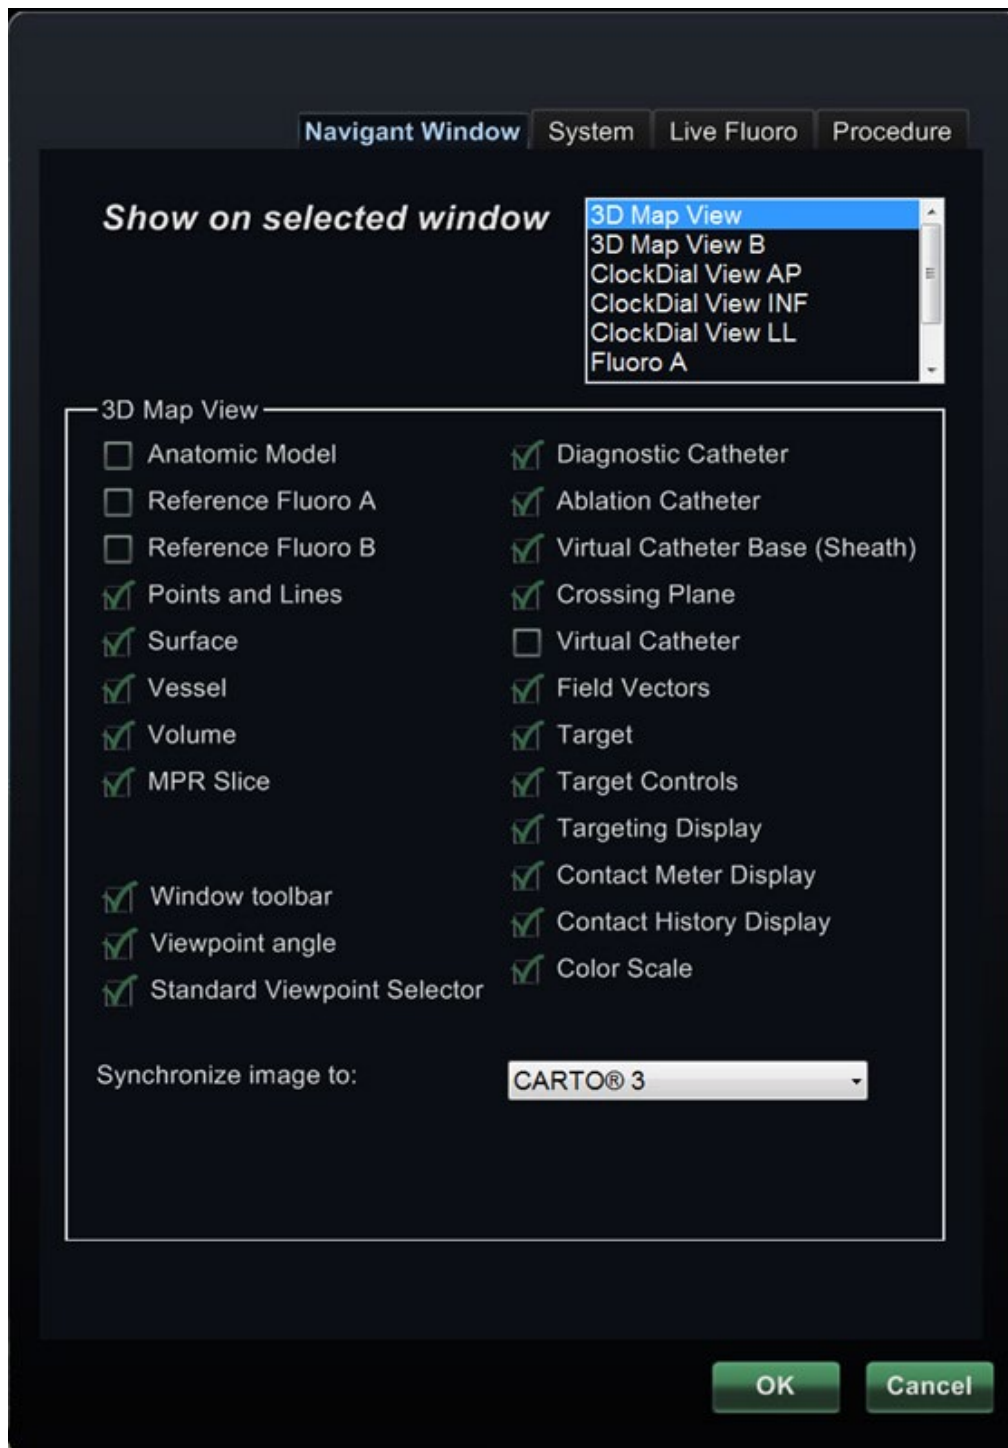 Navigant Window System Live Fluoro Procedure
Show on selected window
3D Map View
3D Map View B
ClockDial View AP
ClockDial View INF
ClockDial View LL
Fluoro A
3D Map View
Anatomic Model
Reference Fluoro A
Reference Fluoro B
Points and Lines
Surface
Vessel
Volume
MPR Slice
Window toolbar
Viewpoint angle
Standard Viewpoint Selector
Diagnostic Catheter
Ablation Catheter
Virtual Catheter Base (Sheath)
Crossing Plane
Virtual Catheter
Field Vectors
Target
Target Controls
Targeting Display
Contact Meter Display
Contact History Display
Color Scale
Synchronize image to: CARTO® 3
OK Cancel